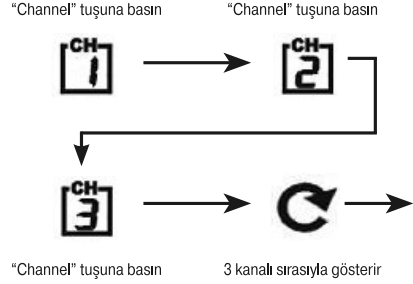 “Channel” tuşuna basın
“Channel” tuşuna basın
CH
1
CH
2
CH
3
“Channel” tuşuna basın
3 kanalı sırasıyla gösterir